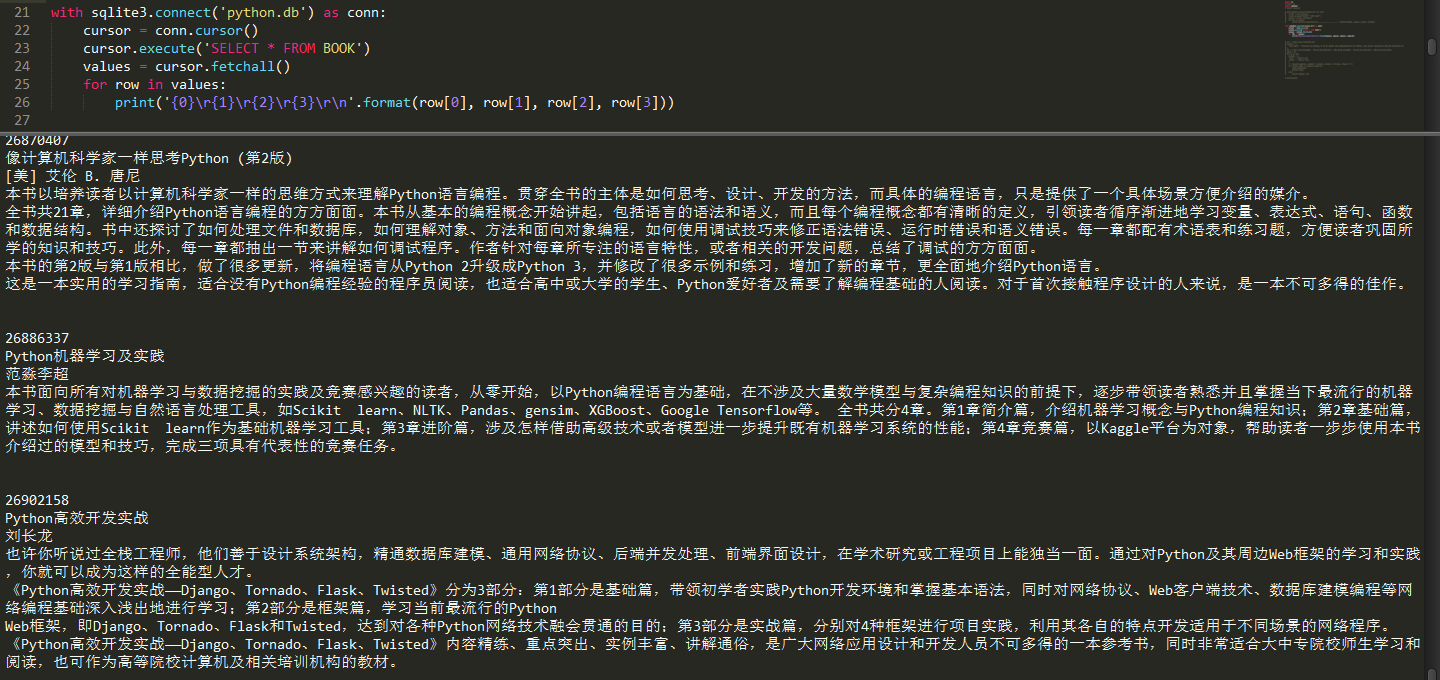 21 with sqlite3.connect('python.db') as conn:
22 cursor = conn.cursor()
23 cursor.execute('SELECT * FROM BOOK')
24 values = cursor.fetchall()
25 for row in values:
26 print('{0}\r{1}\r{2}\r{3}\r\n'.format(row[0], row[1], row[2], row[3]))
27
26870407
像计算机科学家一样思考Python (第2版)
[美] 艾伦 B. 唐尼
本书以培养读者以计算机科学家一样的思维方式来理解Python语言编程。贯穿全书的主体是如何思考、设计、开发的方法，而具体的编程语言，只是提供了一个具体场景方便介绍的媒介。
全书共21章，详细介绍Python语言编程的方方面面。本书从基本的编程概念开始讲起，包括语言的语法和语义，而且每个编程概念都有清晰的定义，引领读者循序渐进地学习变量、表达式、语句、函数
和数据结构。书中还探讨了如何处理文件和数据库，如何理解对象、方法和面向对象编程，如何使用调试技巧来修正语法错误、运行时错误和语义错误。每一章都配有术语表和练习题，方便读者巩固所
学的知识和技巧。此外，每一章都抽出一节来讲解如何调试程序。作者针对每章所专注的语言特性，或者相关的开发问题，总结了调试的方方面面。
本书的第2版与第1版相比，做了很多更新，将编程语言从Python 2升级成Python 3，并修改了很多示例和练习，增加了新的章节，更全面地介绍Python语言。
这是一本实用的学习指南，适合没有Python编程经验的程序员阅读，也适合高中或大学的学生、Python爱好者及需要了解编程基础的人阅读。对于首次接触程序设计的人来说，是一本不可多得的佳作。
26886337
Python机器学习及实践
范淼李超
本书面向所有对机器学习与数据挖掘的实践及竞赛感兴趣的读者，从零开始，以Python编程语言为基础，在不涉及大量数学模型与复杂编程知识的前提下，逐步带领读者熟悉并且掌握当下最流行的机器
学习、数据挖掘与自然语言处理工具，如Scikit learn、NLTK、Pandas、gensim、XGBoost、Google Tensorflow等。 全书共分4章。第1章简介篇，介绍机器学习概念与Python编程知识；第2章基础篇，
讲述如何使用Scikit learn作为基础机器学习工具；第3章进阶篇，涉及怎样借助高级技术或者模型进一步提升既有机器学习系统的性能；第4章竞赛篇，以Kaggle平台为对象，帮助读者一步步使用本书
介绍过的模型和技巧，完成三项具有代表性的竞赛任务。
26902158
Python高效开发实战
刘长龙
也许你听说过全栈工程师，他们善于设计系统架构，精通数据库建模、通用网络协议、后端并发处理、前端界面设计，在学术研究或工程项目上能独当一面。通过对Python及其周边Web框架的学习和实践
，你就可以成为这样的全能型人才。
《Python高效开发实战——Django、Tornado、Flask、Twisted》分为3部分：第1部分是基础篇，带领初学者实践Python开发环境和掌握基本语法，同时对网络协议、Web客户端技术、数据库建模编程等网
络编程基础深入浅出地进行学习；第2部分是框架篇，学习当前最流行的Python
Web框架，即Django、Tornado、Flask和Twisted，达到对各种Python网络技术融会贯通的目的；第3部分是实战篇，分别对4种框架进行项目实践，利用其各自的特点开发适用于不同场景的网络程序。
《Python高效开发实战——Django、Tornado、Flask、Twisted》内容精练、重点突出、实例丰富、讲解通俗，是广大网络应用设计和开发人员不可多得的一本参考书，同时非常适合大中专院校师生学习和
阅读，也可作为高等院校计算机及相关培训机构的教材。